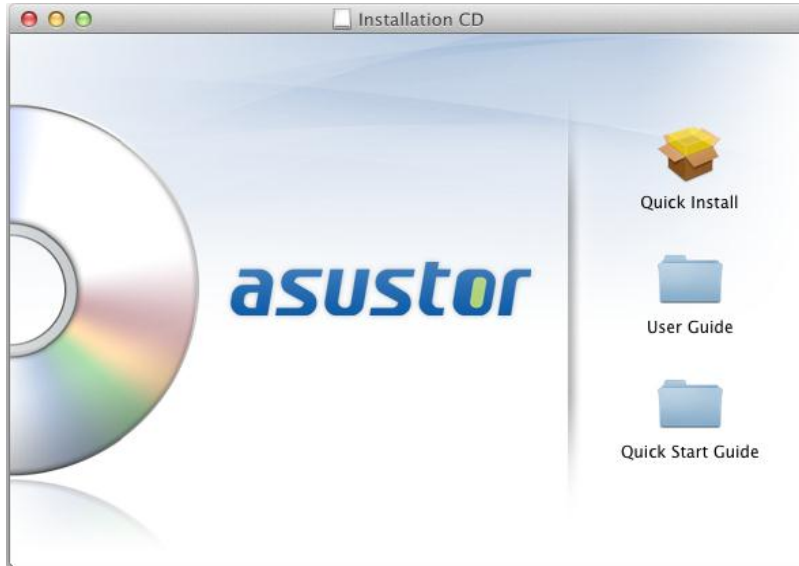 Installation CD
asustor
Quick Install
User Guide
Quick Start Guide